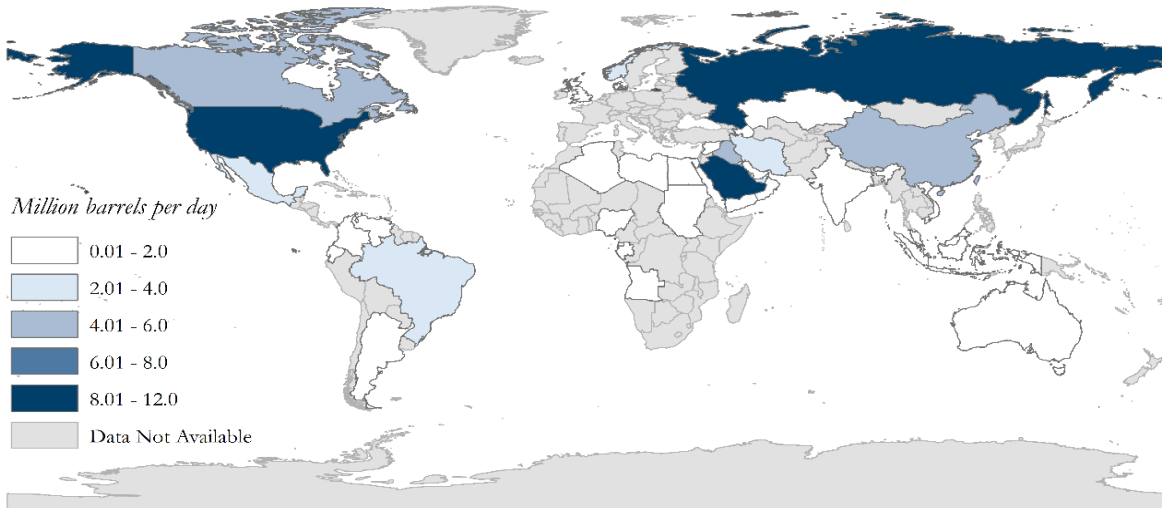 Million barrels per day
0.01 - 2.0
2.01 - 4.0
4.01 - 6.0
6.01 - 8.0
8.01 - 12.0
Data Not Available